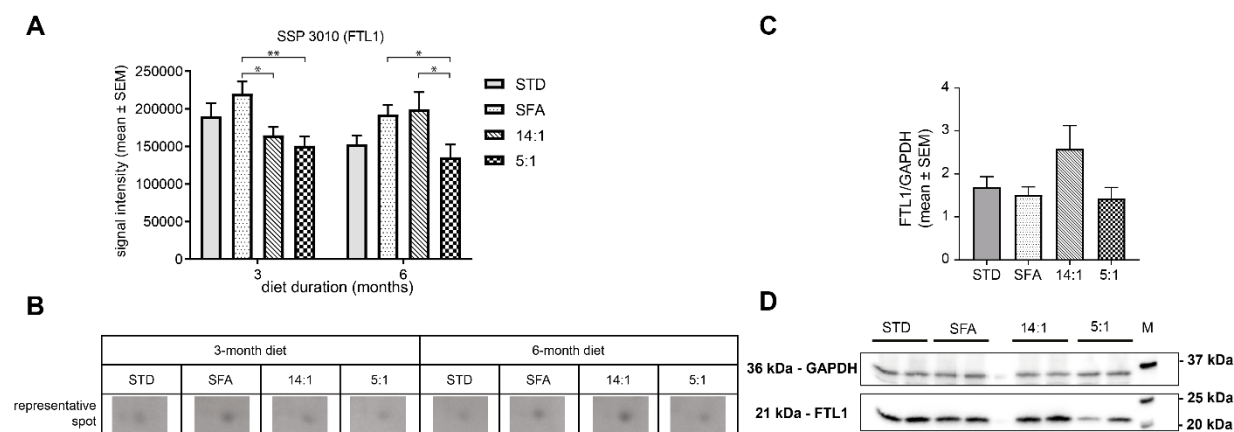 A
SSP 3010 (FTL1)
** *
* *
signal intensity (mean ± SEM)
250000
200000
150000
100000
50000
0
3 6
diet duration (months)
STD
SFA
14:1
5:1
B
3-month diet 6-month diet
STD SFA 14:1 5:1 STD SFA 14:1 5:1
representative
spot
C
FTL1/GAPDH
(mean ± SEM)
4
3
2
1
0
STD SFA 14:1 5:1
D
STD SFA 14:1 5:1 M
36 kDa - GAPDH - 37 kDa
- 25 kDa
21 kDa - FTL1 - 20 kDa